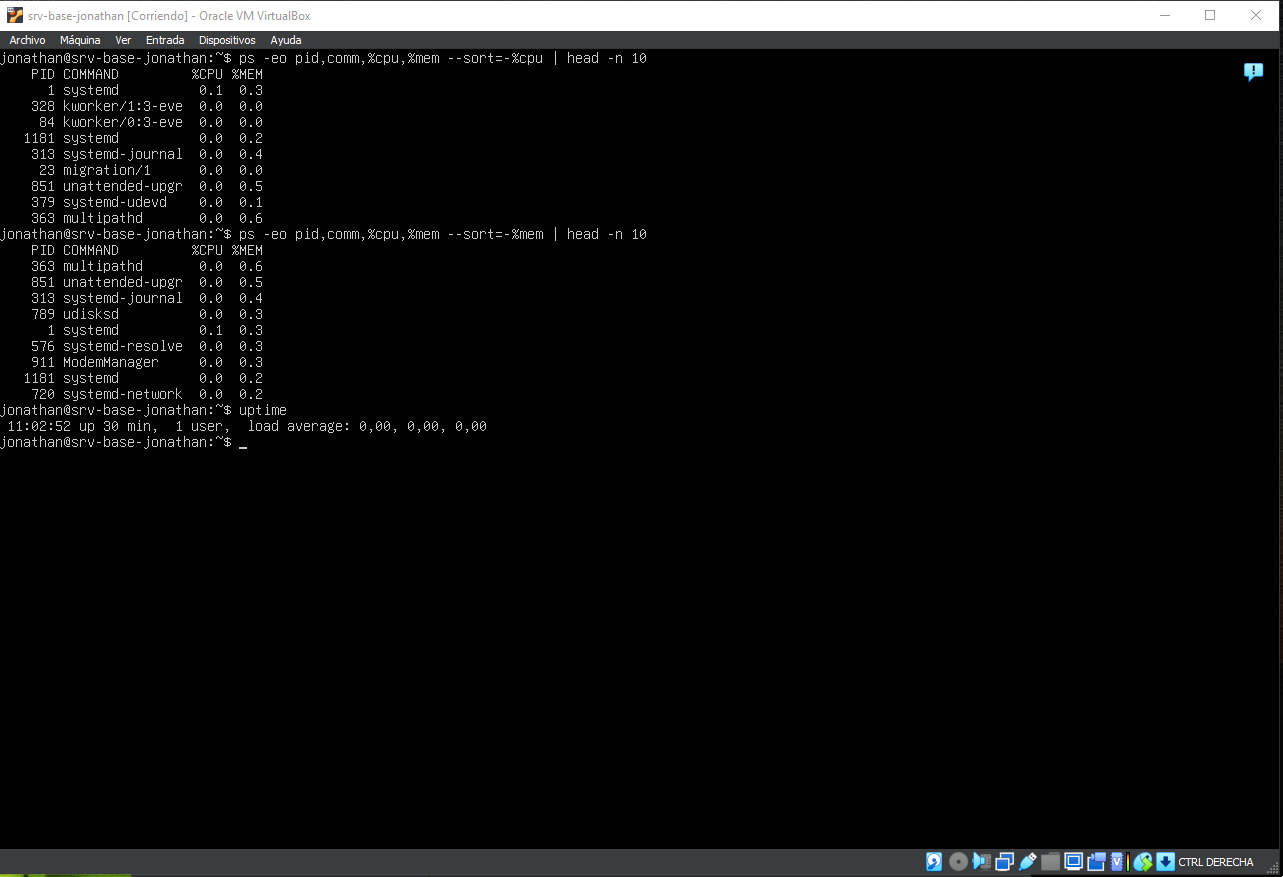 srv-base-jonathan [Corriendo] - Oracle VM VirtualBox
Archivo Máquina Ver Entrada Dispositivos Ayuda
jonathan@srv-base-jonathan:~$ ps -eo pid,comm,%cpu,%mem --sort=-%cpu | head -n 10
    PID COMMAND         %CPU %MEM
      1 systemd          0.1  0.3
    328 kworker/1:3-eve  0.0  0.0
     84 kworker/0:3-eve  0.0  0.0
   1181 systemd          0.0  0.2
    313 systemd-journal  0.0  0.4
     23 migration/1      0.0  0.0
    851 unattended-upgr  0.0  0.5
    379 systemd-udevd    0.0  0.1
    363 multipathd       0.0  0.6
jonathan@srv-base-jonathan:~$ ps -eo pid,comm,%cpu,%mem --sort=-%mem | head -n 10
    PID COMMAND         %CPU %MEM
    363 multipathd       0.0  0.6
    851 unattended-upgr  0.0  0.5
    313 systemd-journal  0.0  0.4
    789 udisksd          0.0  0.3
      1 systemd          0.1  0.3
    576 systemd-resolve  0.0  0.3
    911 ModemManager     0.0  0.3
   1181 systemd          0.0  0.2
    720 systemd-network  0.0  0.2
jonathan@srv-base-jonathan:~$ uptime
 11:02:52 up 30 min,  1 user,  load average: 0,00, 0,00, 0,00
jonathan@srv-base-jonathan:~$ _
CTRL DERECHA